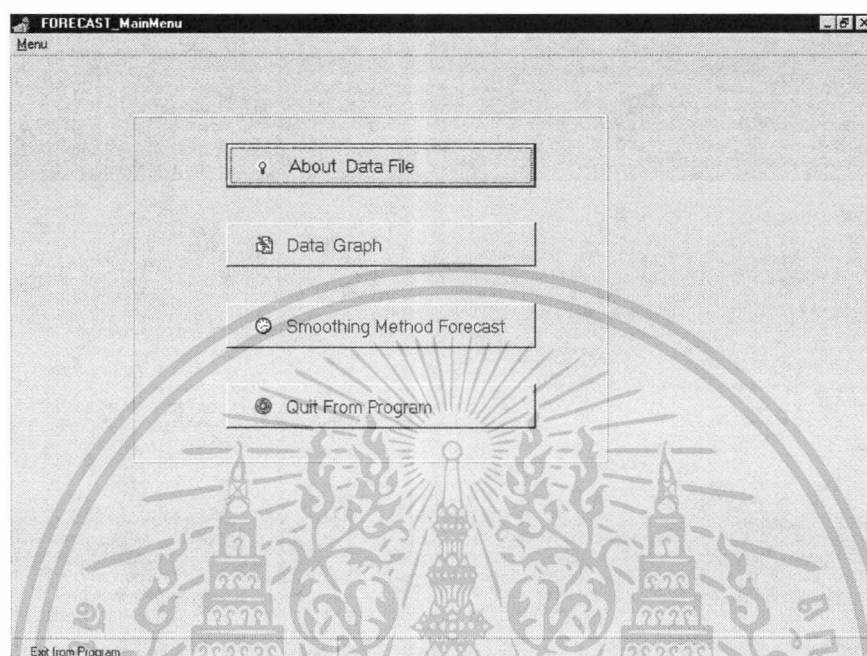 FORECAST_MainMenu
Menu
About Data File
Data Graph
Smoothing Method Forecast
Quit From Program
Exit from Program